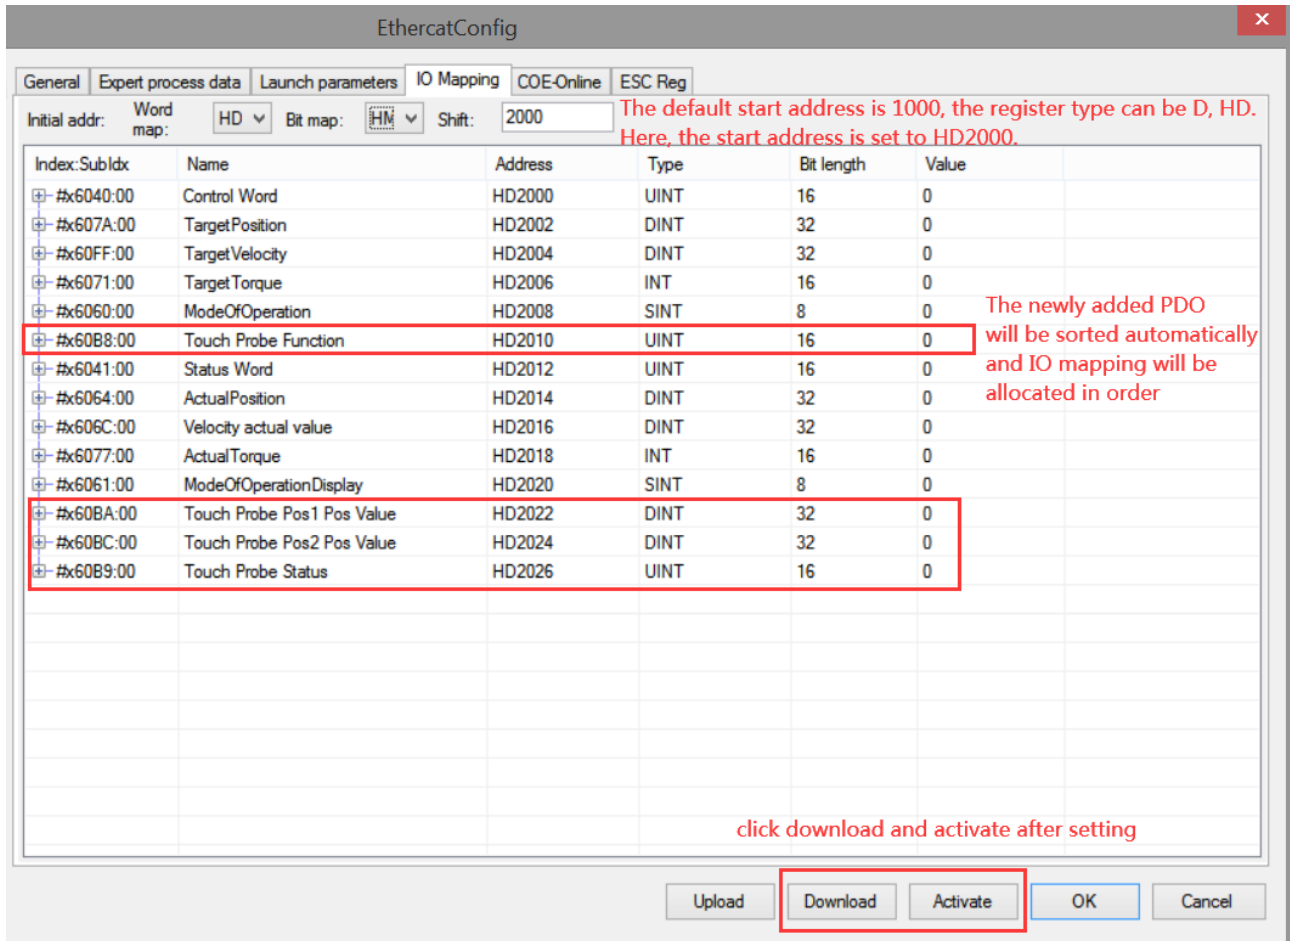 EthercatConfig
x
General Expert process data Launch parameters IO Mapping COE-Online ESC Reg
Initial addr: Word map: HD Bit map: HM Shift: 2000
The default start address is 1000, the register type can be D, HD.
Here, the start address is set to HD2000.
Index:SubIdx Name Address Type Bit length Value
#x6040:00 Control Word HD2000 UINT 16 0
#x607A:00 TargetPosition HD2002 DINT 32 0
#x60FF:00 TargetVelocity HD2004 DINT 32 0
#x6071:00 TargetTorque HD2006 INT 16 0
#x6060:00 ModeOfOperation HD2008 SINT 8 0
#x60B8:00 Touch Probe Function HD2010 UINT 16 0
#x6041:00 Status Word HD2012 UINT 16 0
#x6064:00 ActualPosition HD2014 DINT 32 0
#x606C:00 Velocity actual value HD2016 DINT 32 0
#x6077:00 ActualTorque HD2018 INT 16 0
#x6061:00 ModeOfOperationDisplay HD2020 SINT 8 0
#x60BA:00 Touch Probe Pos1 Pos Value HD2022 DINT 32 0
#x60BC:00 Touch Probe Pos2 Pos Value HD2024 DINT 32 0
#x60B9:00 Touch Probe Status HD2026 UINT 16 0
The newly added PDO
will be sorted automatically
and IO mapping will be
allocated in order
click download and activate after setting
Upload Download Activate OK Cancel